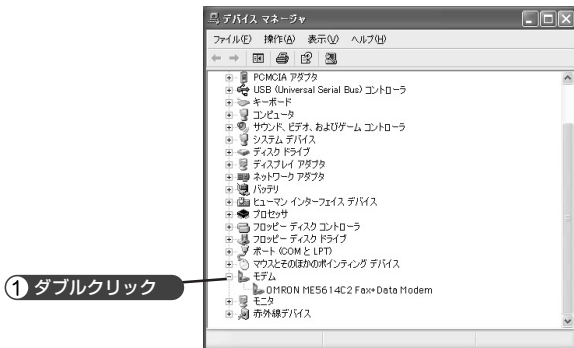 デバイス マネージャ
ファイル(F) 操作(A) 表示(V) ヘルプ(H)
PCMCIA アダプタ
USB (Universal Serial Bus) コントローラ
キーボード
コンピュータ
サウンド、ビデオ、およびゲーム コントローラ
システム デバイス
ディスク ドライブ
ディスプレイ アダプタ
ネットワーク アダプタ
バッテリ
ヒューマン インターフェイス デバイス
プロセッサ
フロッピー ディスク コントローラ
フロッピー ディスク ドライブ
ポート (COM と LPT)
マウスとそのほかのポインティング デバイス
① ダブルクリック
モデム
OMRON ME5614C2 Fax+Data Modem
モニタ
赤外線デバイス